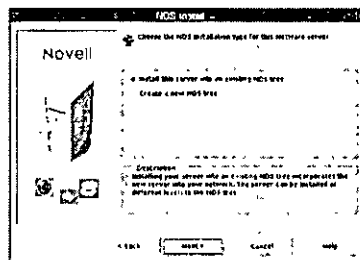 NDS Install
Choose the NDS installation type for this NetWare server
Novell
Install this server into an existing NDS tree
Create a new NDS tree
Description
Installing your server into an existing NDS tree incorporates the
new server into your network. The server can be installed at
different levels in the NDS tree.
< Back
Next >
Cancel
Help